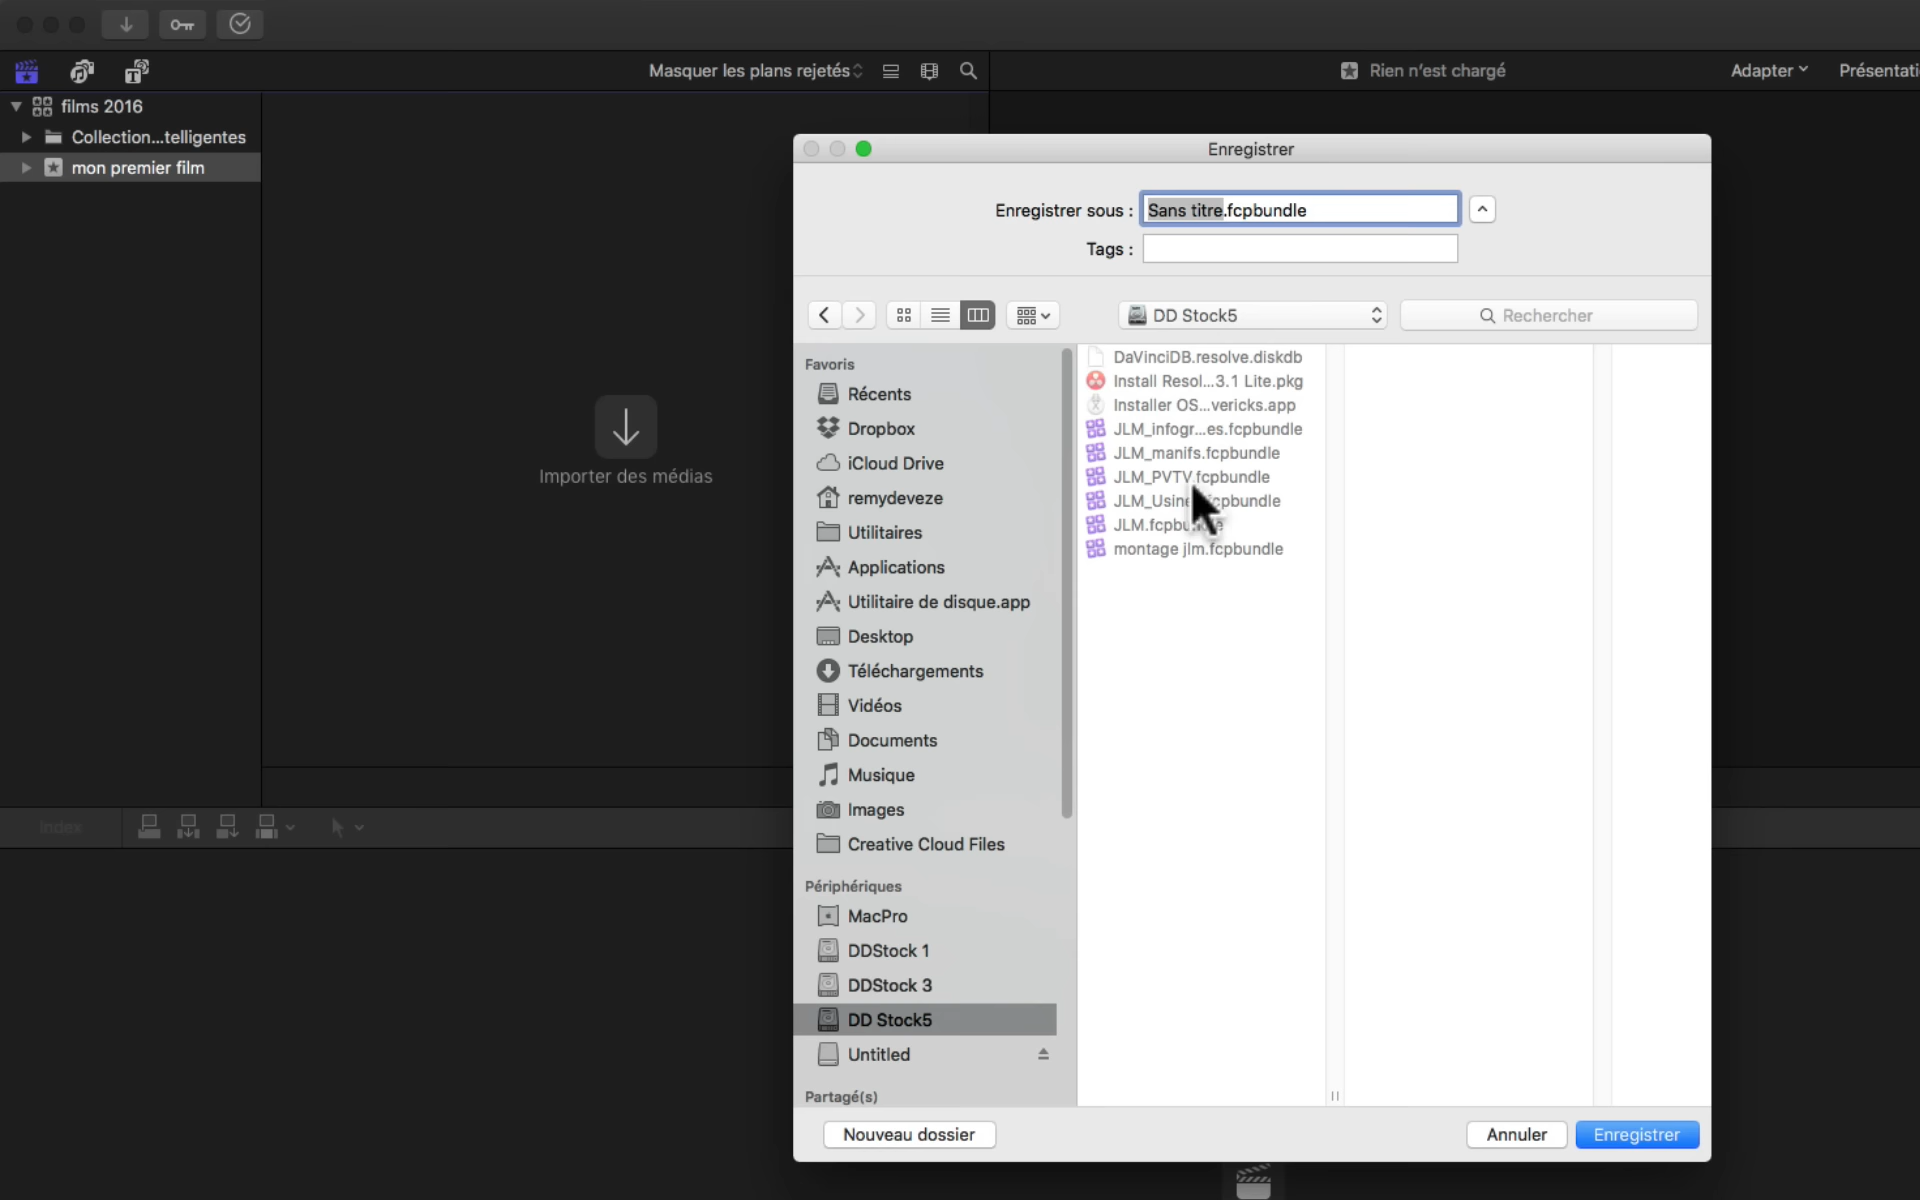 Masquer les plans rejetés
Rien n'est chargé
Adapter
Présentati
films 2016
Collection...telligentes
mon premier film
Importer des médias
Index
Enregistrer
Enregistrer sous :
Sans titre.fcpbundle
Tags :
DD Stock5
Rechercher
Favoris
Récents
Dropbox
iCloud Drive
remydeveze
Utilitaires
Applications
Utilitaire de disque.app
Desktop
Téléchargements
Vidéos
Documents
Musique
Images
Creative Cloud Files
Périphériques
MacPro
DDStock 1
DDStock 3
DD Stock5
Untitled
Partagé(s)
DaVinciDB.resolve.diskdb
Install Resol...3.1 Lite.pkg
Installer OS...vericks.app
JLM_infogr...es.fcpbundle
JLM_manifs.fcpbundle
JLM_PVTV.fcpbundle
montage jlm.fcpbundle
Nouveau dossier
Annuler
Enregistrer